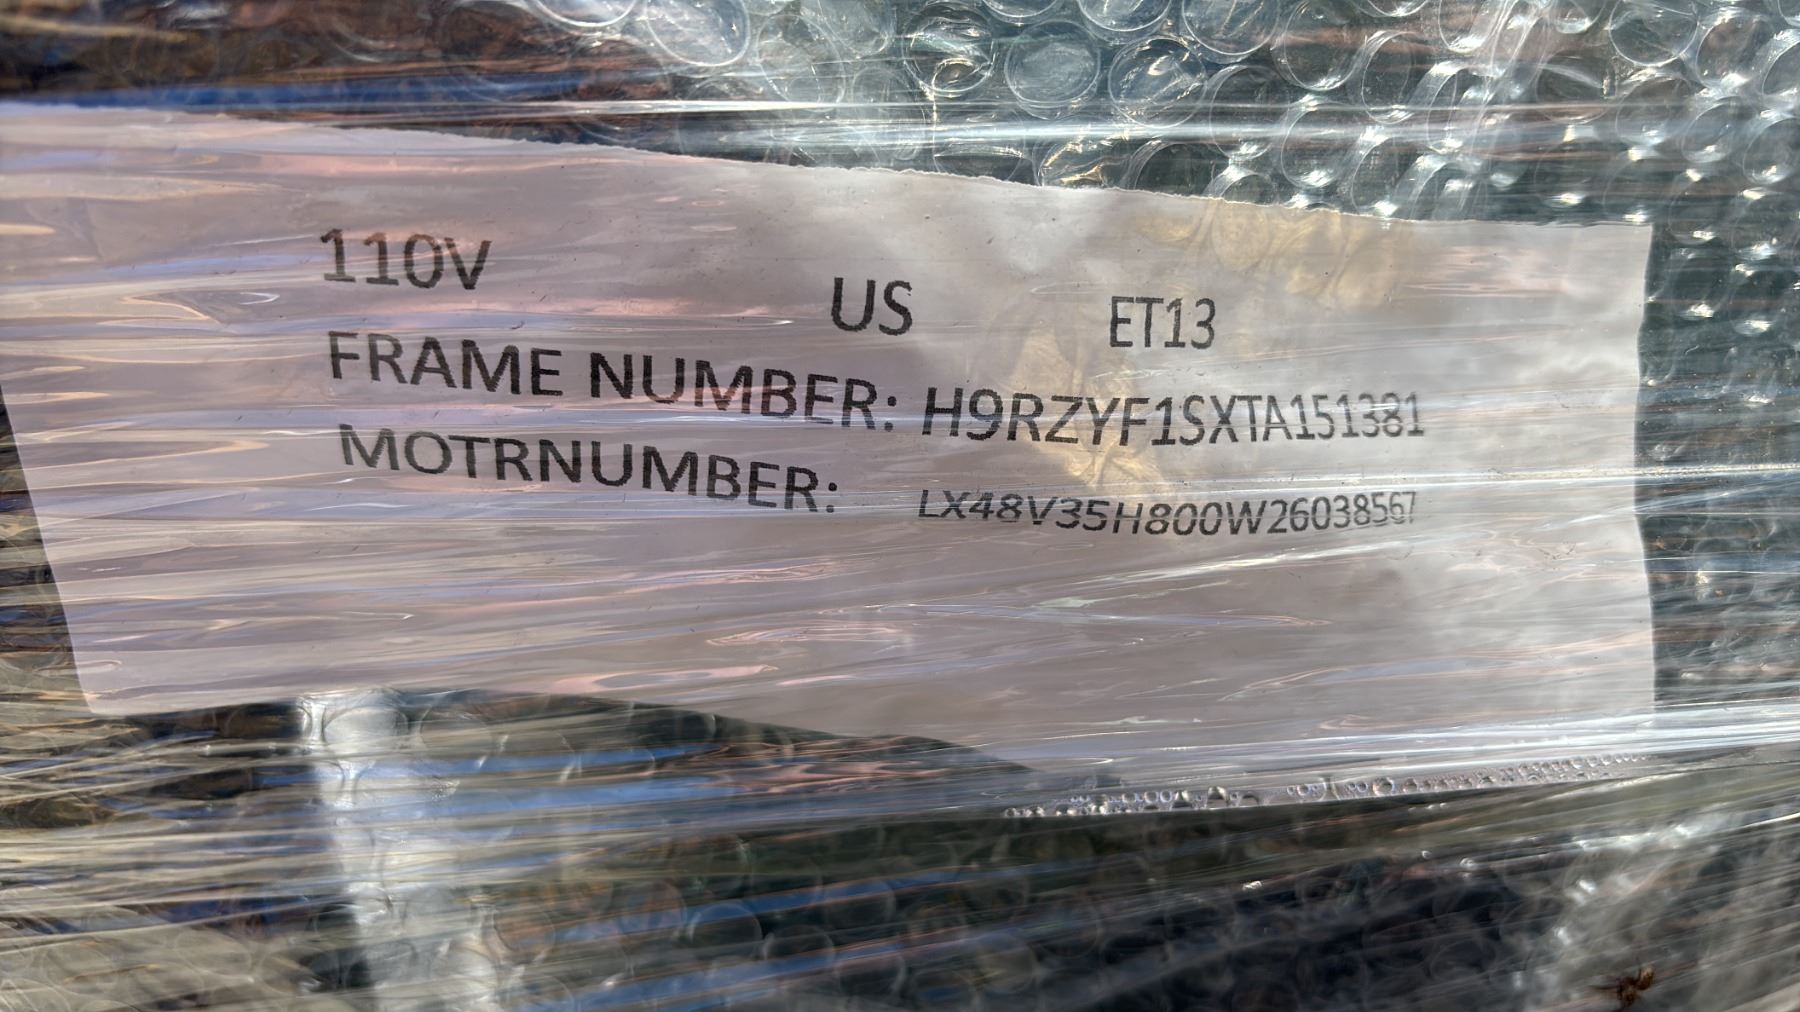 110V US ET13
FRAME NUMBER: H9RZYF1SXTA151381
MOTRNUMBER: LX48V35H800W26038567